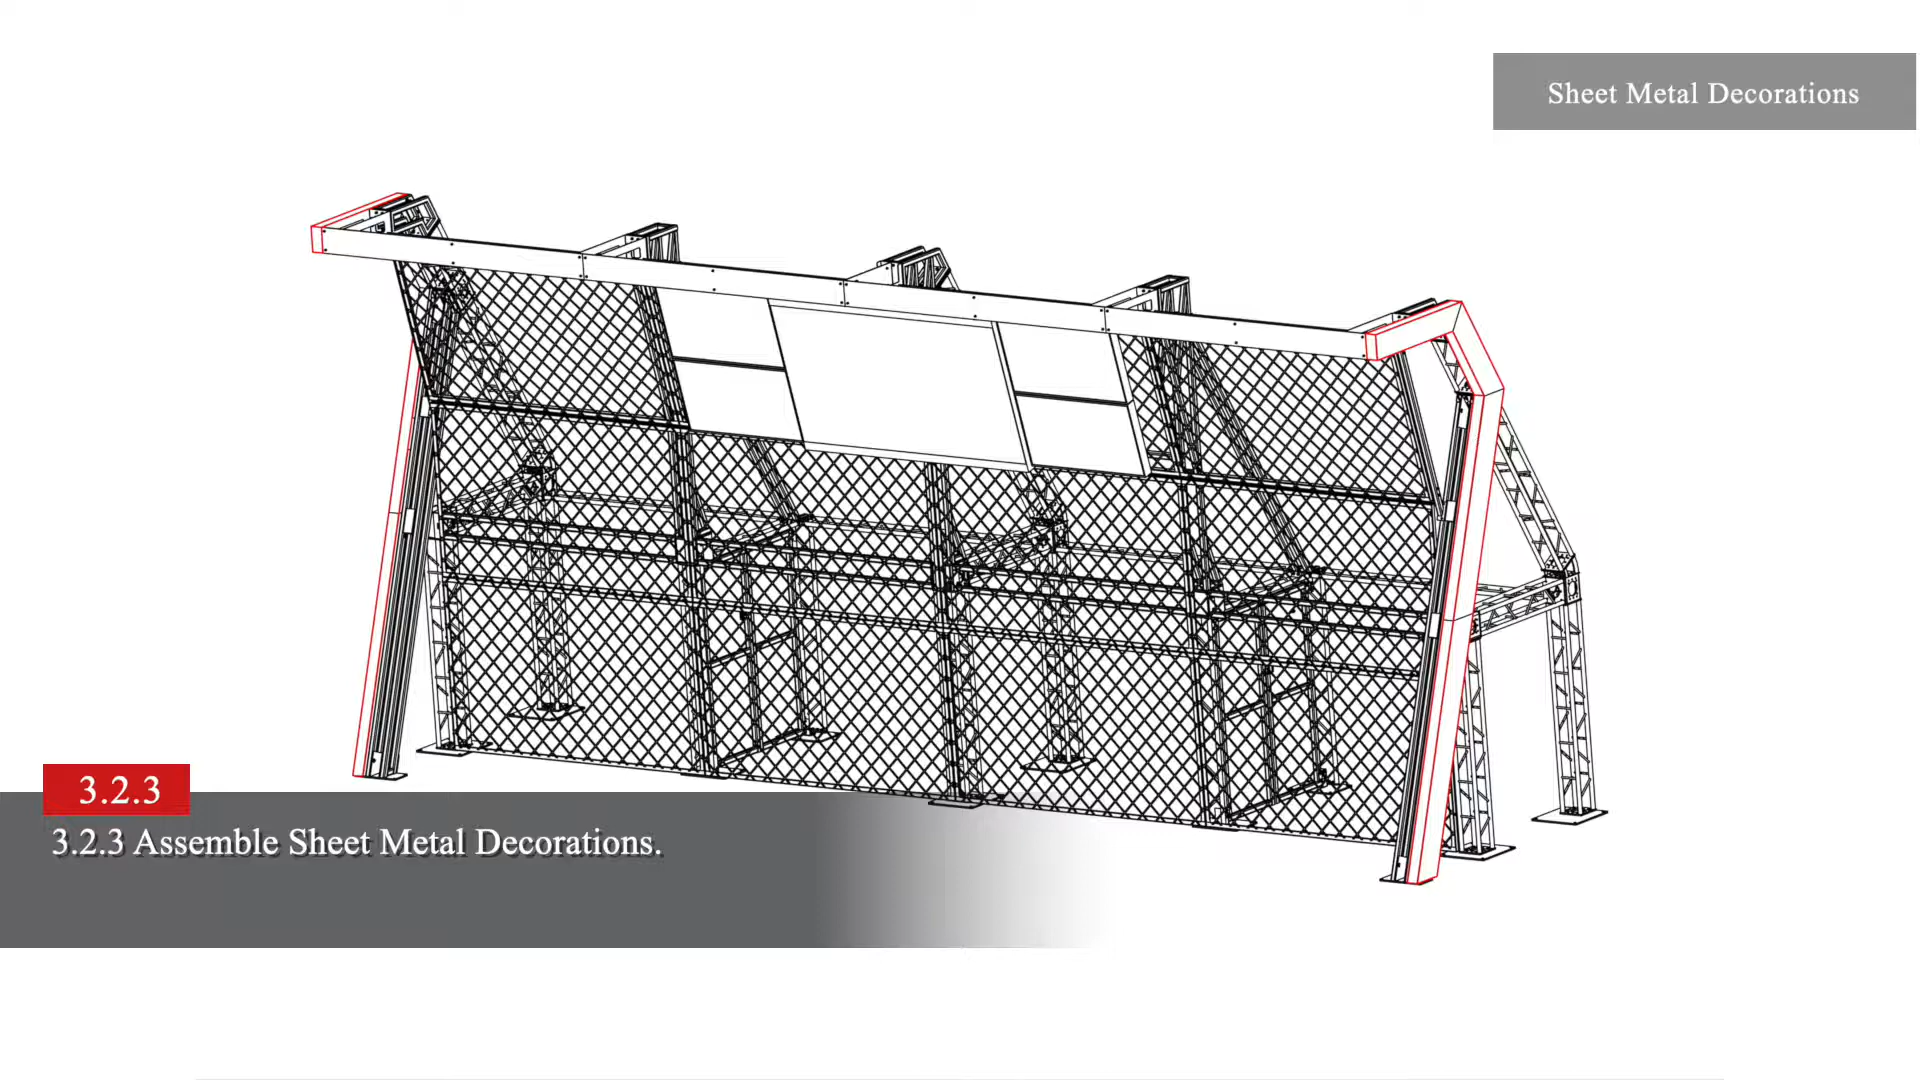 Sheet Metal Decorations
3.2.3
3.2.3 Assemble Sheet Metal Decorations.